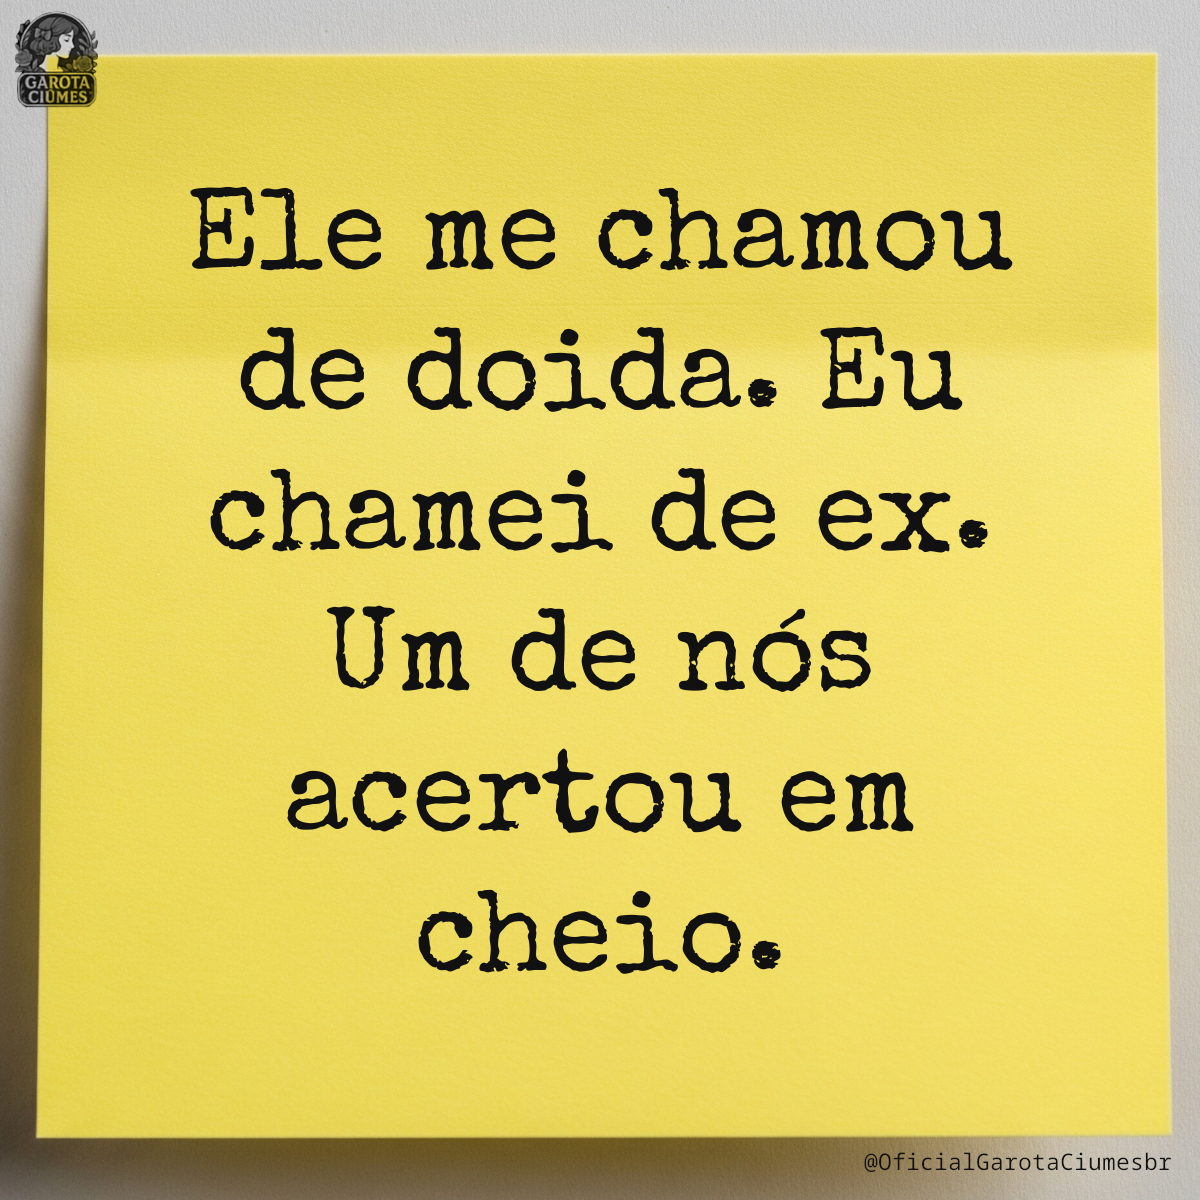 GAROTA
CIÚMES
Ele me chamou
de doida. Eu
chamei de ex.
Um de nós
acertou em
cheio.
@OficialGarotaCiumesbr